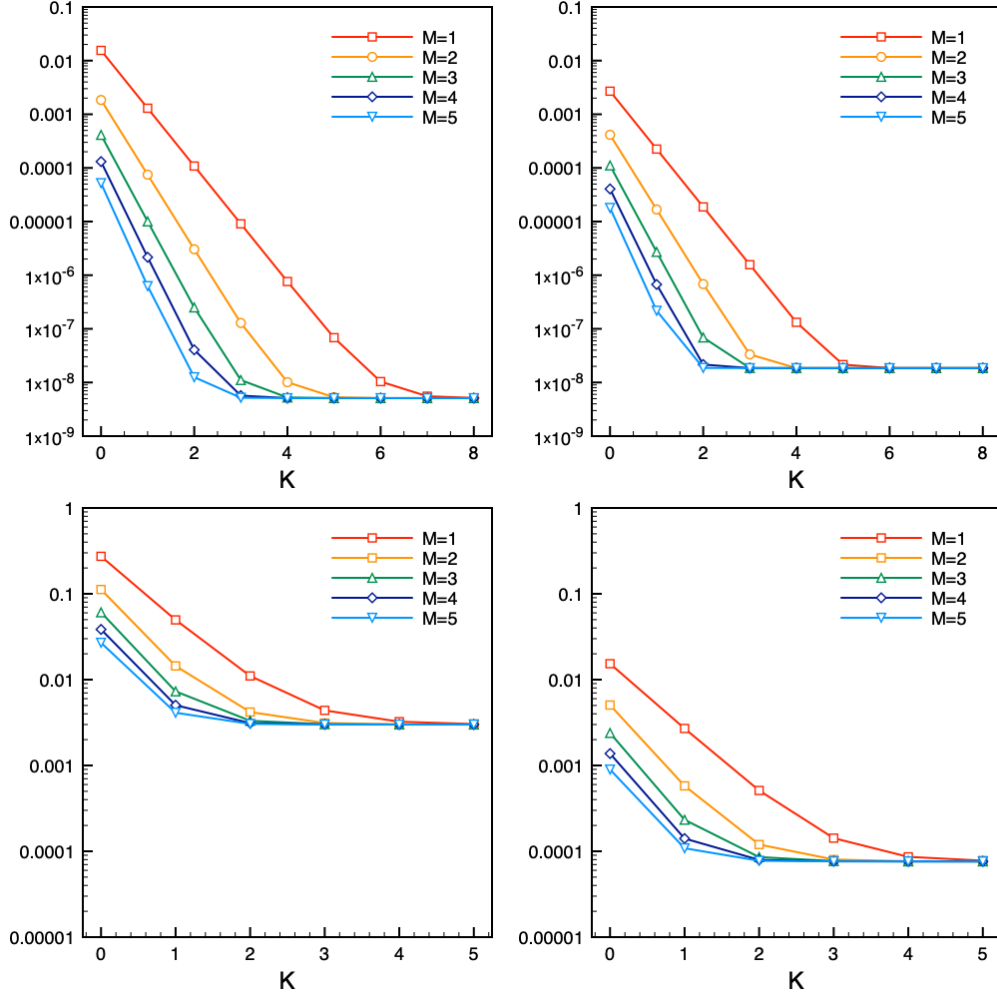 0.1
0.01
0.001
0.0001
0.00001
1×10-6
1×10-7
1×10-8
1×10-9
M=1
M=2
M=3
M=4
M=5
0 2 4 6 8
K
0.1
0.01
0.001
0.0001
0.00001
1×10-6
1×10-7
1×10-8
1×10-9
M=1
M=2
M=3
M=4
M=5
0 2 4 6 8
K
1
0.1
0.01
0.001
0.0001
0.00001
M=1
M=2
M=3
M=4
M=5
0 1 2 3 4 5
K
1
0.1
0.01
0.001
0.0001
0.00001
M=1
M=2
M=3
M=4
M=5
0 1 2 3 4 5
K